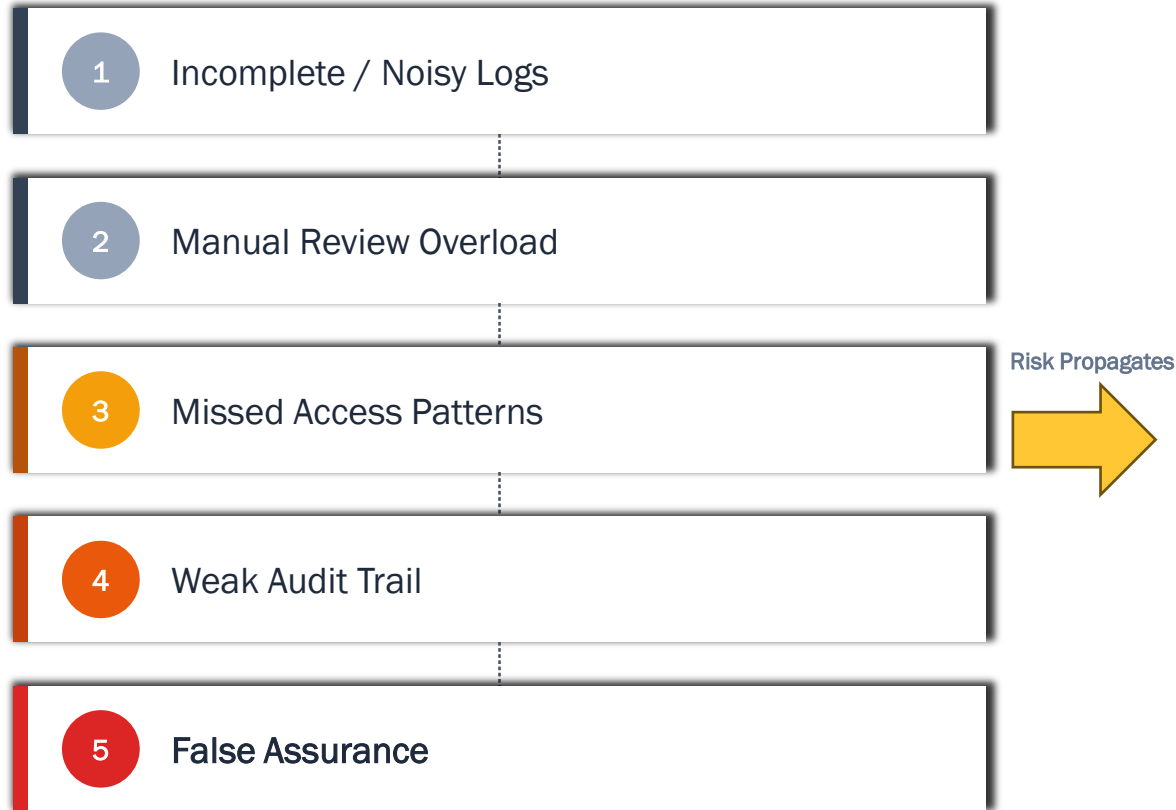 1 Incomplete / Noisy Logs
2 Manual Review Overload
3 Missed Access Patterns
Risk Propagates
4 Weak Audit Trail
5 False Assurance